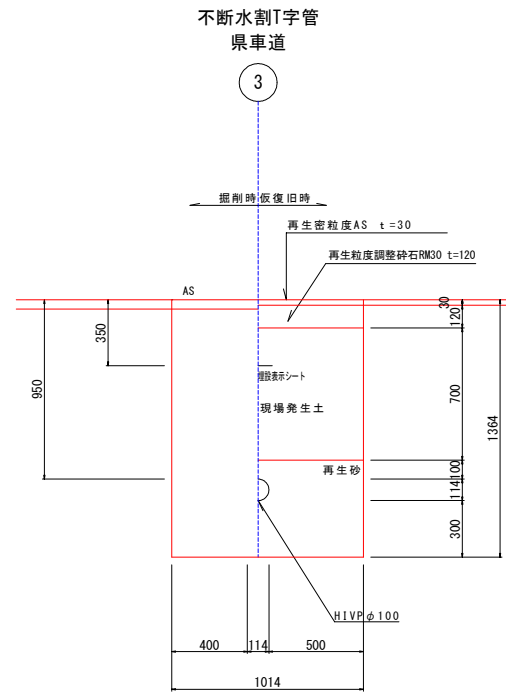 不断水割T字管
県車道
3
掘削時 仮復旧時
再生密粒度AS t=30
再生粒度調整砕石RM30 t=120
AS
30
120
350
埋設表示シート
950
現場発生土
700
1364
再生砂
100
114
300
HIVPφ100
400
114
500
1014